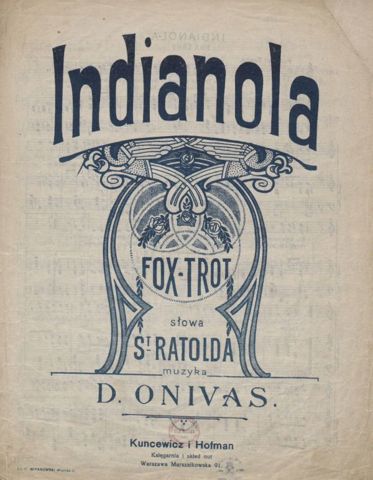 Indianola
FOX-TROT
słowa
ST. RATOLDA
muzyka
D. ONIVAS.
Kuncewicz i Hofman
Księgarnia i skład nut
Warszawa Marszałkowska 91.